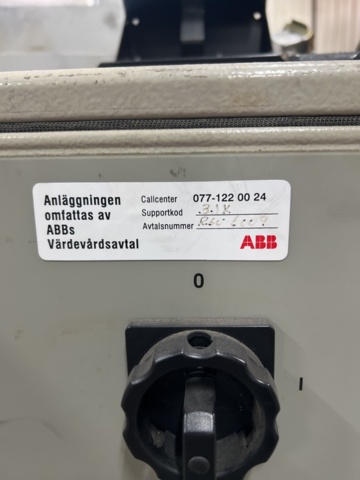 Anläggningen
omfattas av
ABBs
Värdevårdsavtal
Callcenter 077-122 00 24
Supportkod
Avtalsnummer
ABB
0
I